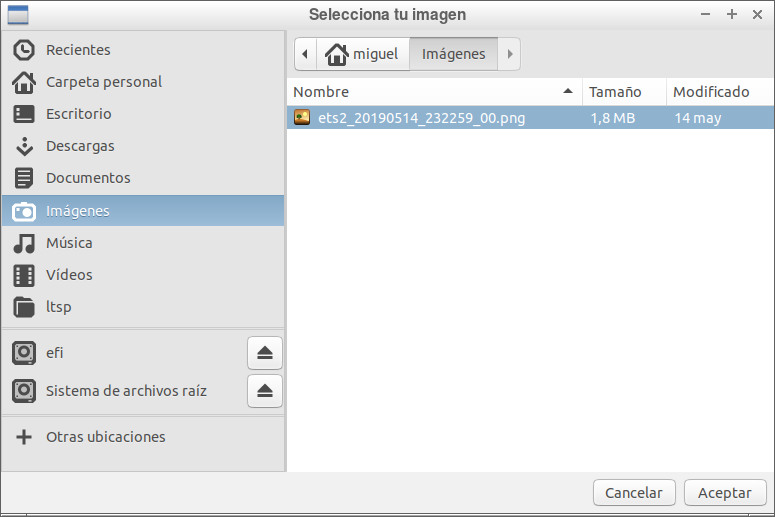 Selecciona tu imagen
Recientes
Carpeta personal
Escritorio
Descargas
Documentos
Imágenes
Música
Vídeos
ltsp
efi
Sistema de archivos raíz
Otras ubicaciones
miguel Imágenes
Nombre Tamaño Modificado
ets2_20190514_232259_00.png 1,8 MB 14 may
Cancelar Aceptar